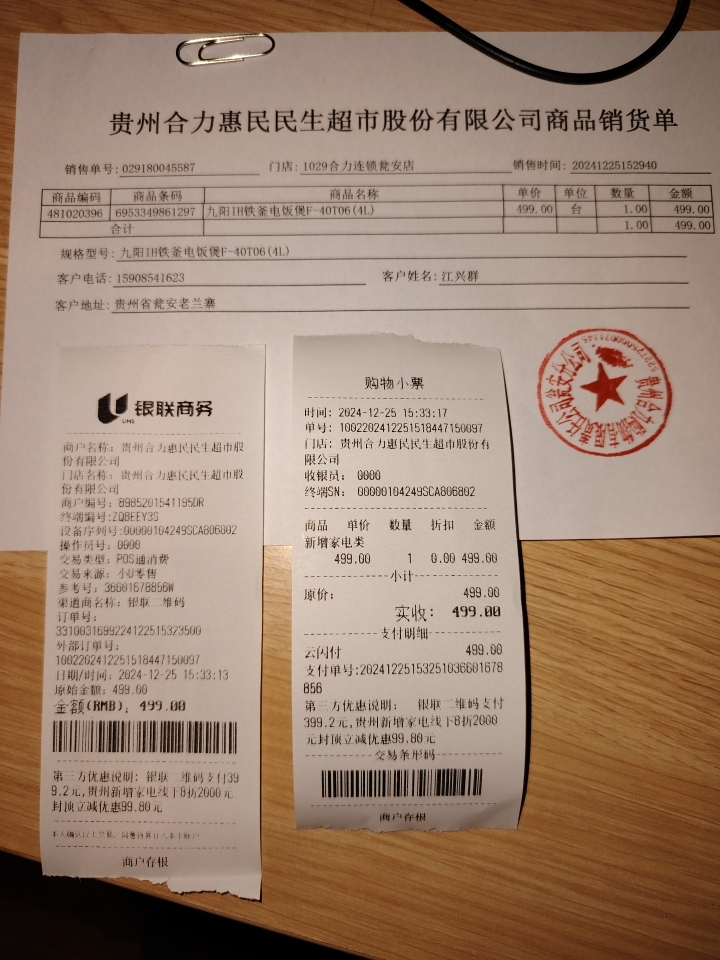 贵州合力惠民民生超市股份有限公司商品销货单
销售单号: 029180045587 门店: 1029合力连锁瓮安店 销售时间: 20241225152940
商品编码 商品条码 商品名称 单价 单位 数量 金额
481020396 6953349861297 九阳IH铁釜电饭煲F-40T06(4L) 499.00 台 1.00 499.00
合计 1.00 499.00
规格型号: 九阳IH铁釜电饭煲F-40T06(4L)
客户电话: 15908541623 客户姓名: 江兴群
客户地址: 贵州省瓮安老兰寨
银联商务
UMS
商户名称: 贵州合力惠民民生超市股
份有限公司
门店名称: 贵州合力惠民民生超市股
份有限公司
商户编号: 8985201541195DR
终端编号:ZQ8EEY3S
设备序列号:00000104249SCA806802
操作员号: 0000
交易类型: POS通消费
交易来源: 小U零售
参考号: 36601678856W
渠道商名称: 银联二维码
订单号:
33100316992241225153235​00
外部订单号:
10022024122515184471500​97
日期/时间: 2024-12-25 15:33:13
原始金额: 499.00
金额(RMB): 499.00
第三方优惠说明: 银联二维码支付39
9.2元,贵州新增家电线下8折2000元
封顶立减优惠99.80元
商户存根
购物小票
时间: 2024-12-25 15:33:17
单号: 10022024122515184471500​97
门店: 贵州合力惠民民生超市股份有
限公司
收银员: 0000
终端SN: 00000104249SCA806802
商品 单价 数量 折扣 金额
新增家电类
499.00 1 0.00 499.00
小计
原价: 499.00
实收: 499.00
支付明细
云闪付 499.00
支付单号:20241225153251036601678
856
第三方优惠说明: 银联二维码支付
399.2元,贵州新增家电线下8折2000
元封顶立减优惠99.80元
交易条形码
商户存根